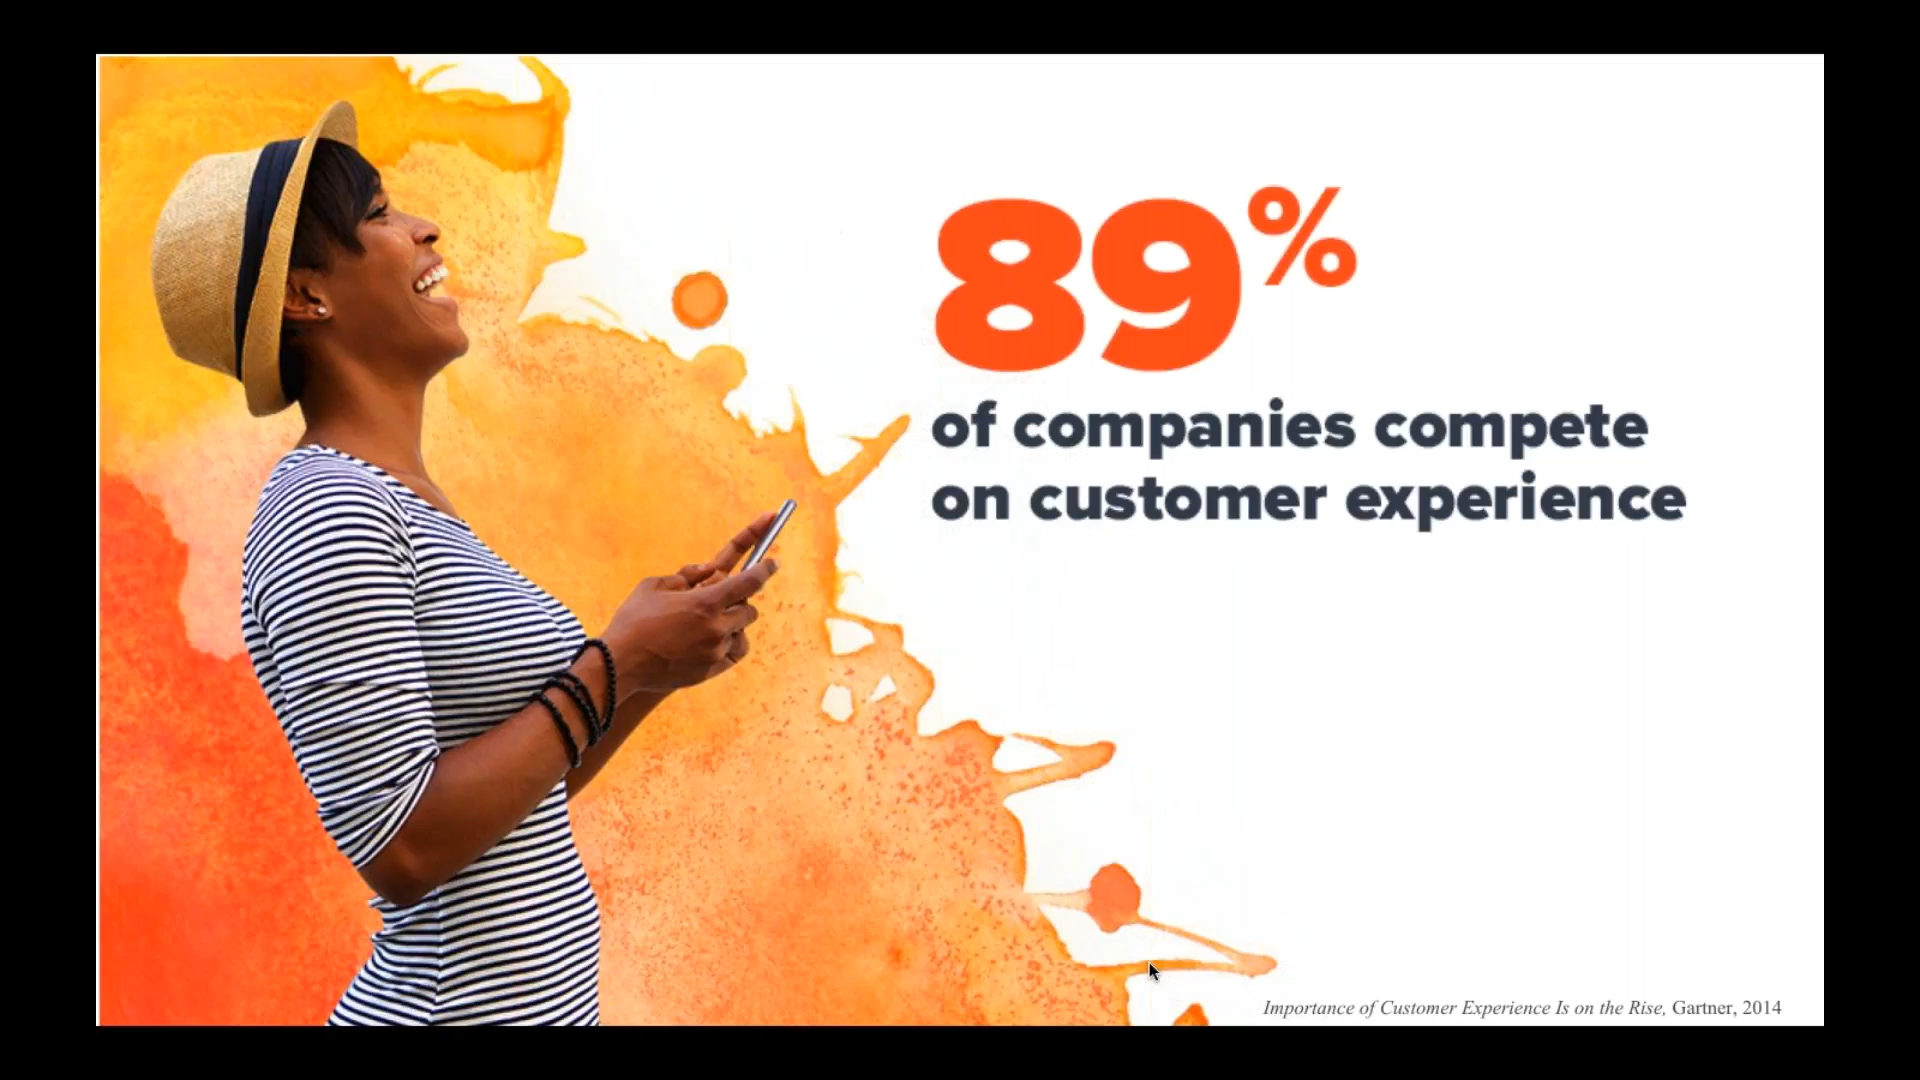 89%
of companies compete
on customer experience
Importance of Customer Experience Is on the Rise, Gartner, 2014